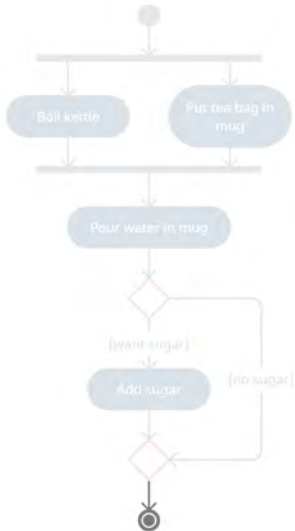 Boil kettle
Put tea bag in
mug
Pour water in mug
[want sugar]
Add sugar
[no sugar]